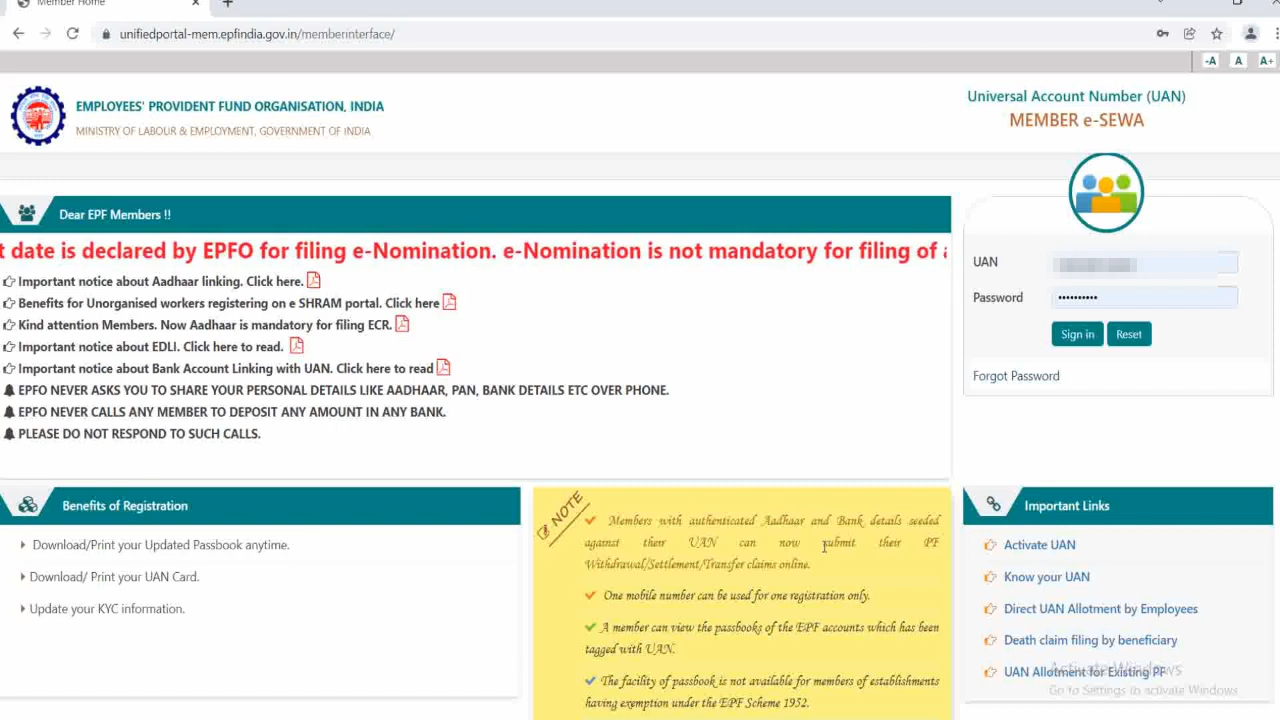 Member Home
unifiedportal-mem.epfindia.gov.in/memberinterface/
-A A A+
EMPLOYEES' PROVIDENT FUND ORGANISATION, INDIA
MINISTRY OF LABOUR & EMPLOYMENT, GOVERNMENT OF INDIA
Universal Account Number (UAN)
MEMBER e-SEWA
Dear EPF Members !!
t date is declared by EPFO for filing e-Nomination. e-Nomination is not mandatory for filing of
Important notice about Aadhaar linking. Click here.
Benefits for Unorganised workers registering on e SHRAM portal. Click here
Kind attention Members. Now Aadhaar is mandatory for filing ECR.
Important notice about EDLI. Click here to read.
Important notice about Bank Account Linking with UAN. Click here to read
EPFO NEVER ASKS YOU TO SHARE YOUR PERSONAL DETAILS LIKE AADHAAR, PAN, BANK DETAILS ETC OVER PHONE.
EPFO NEVER CALLS ANY MEMBER TO DEPOSIT ANY AMOUNT IN ANY BANK.
PLEASE DO NOT RESPOND TO SUCH CALLS.
UAN
Password ••••••••••
Sign in Reset
Forgot Password
Benefits of Registration
Download/Print your Updated Passbook anytime.
Download/ Print your UAN Card.
Update your KYC information.
NOTE
Members with authenticated Aadhaar and Bank details seeded
against their UAN can now submit their PF
Withdrawal/Settlement/Transfer claims online.
One mobile number can be used for one registration only.
A member can view the passbooks of the EPF accounts which has been
tagged with UAN.
The facility of passbook is not available for members of establishments
having exemption under the EPF Scheme 1952.
Important Links
Activate UAN
Know your UAN
Direct UAN Allotment by Employees
Death claim filing by beneficiary
UAN Allotment for Existing PF
Activate Windows
Go to Settings to activate Windows